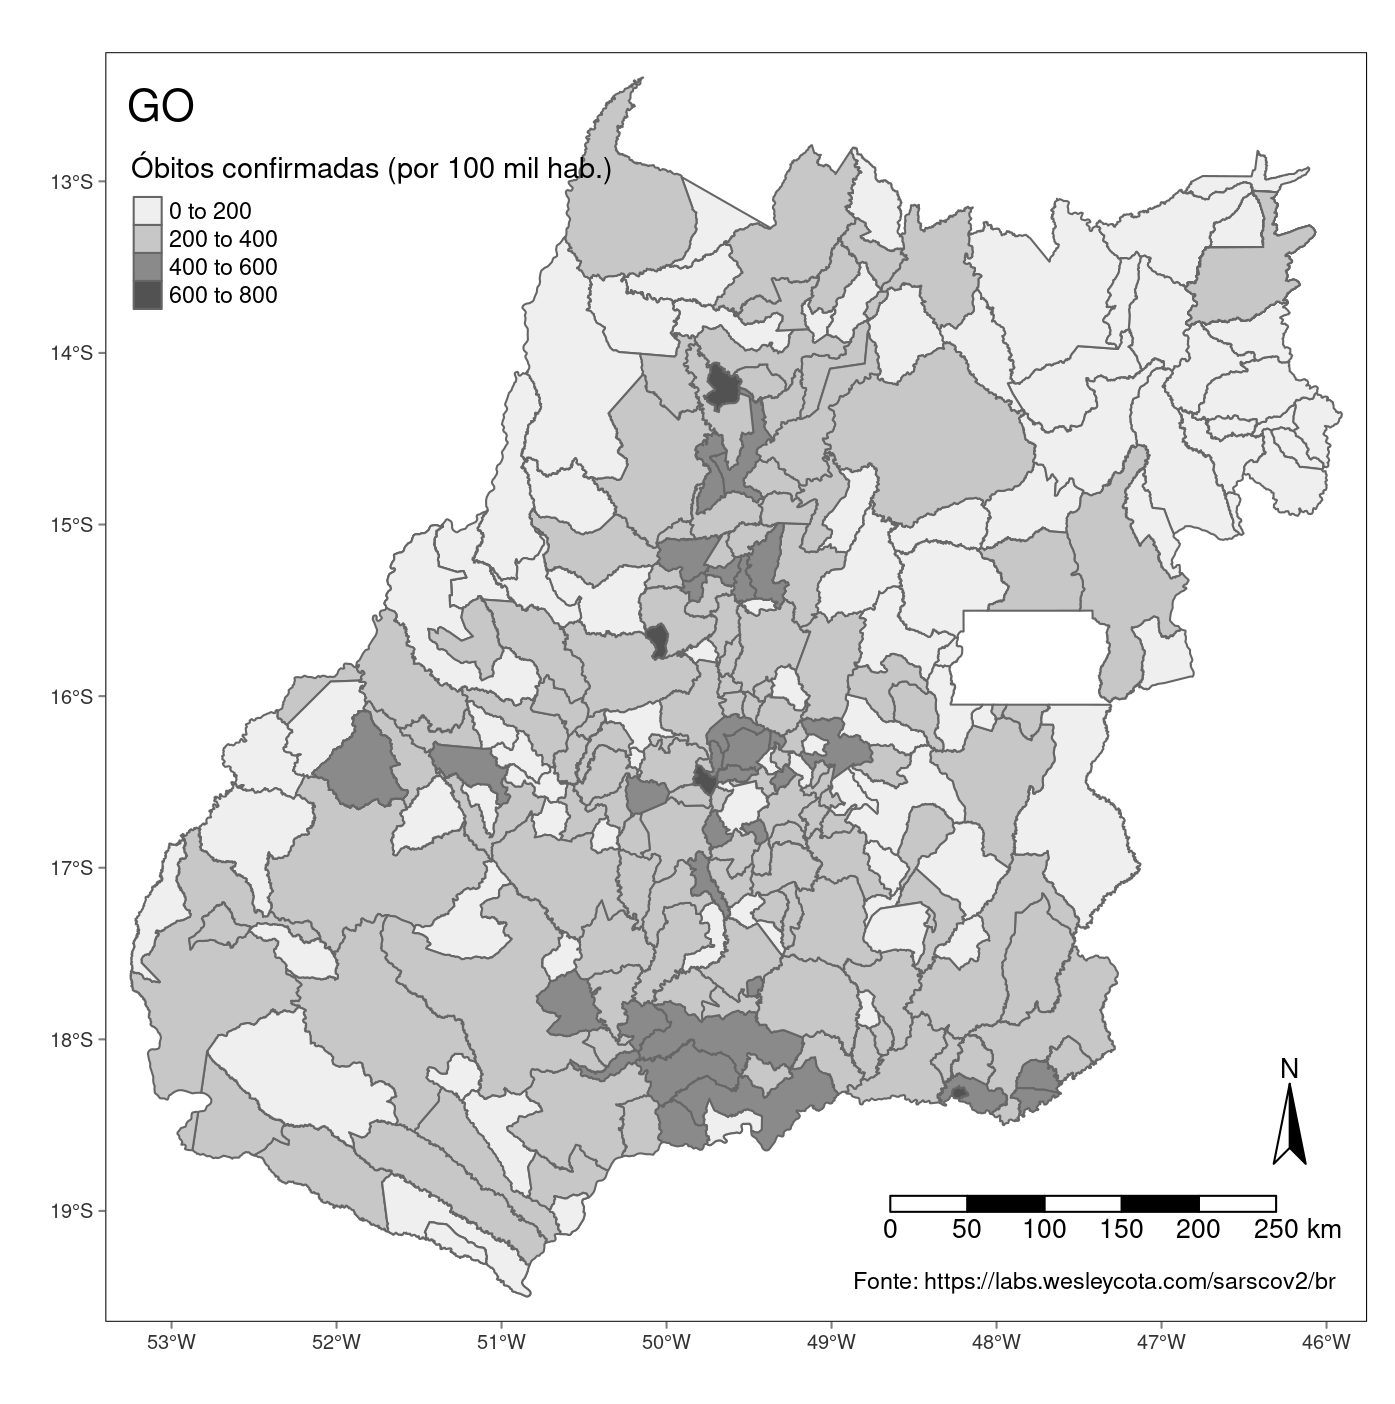 GO
Óbitos confirmadas (por 100 mil hab.)
0 to 200
200 to 400
400 to 600
600 to 800
13°S
14°S
15°S
16°S
17°S
18°S
19°S
N
0 50 100 150 200 250 km
Fonte: https://labs.wesleycota.com/sarscov2/br
53°W 52°W 51°W 50°W 49°W 48°W 47°W 46°W